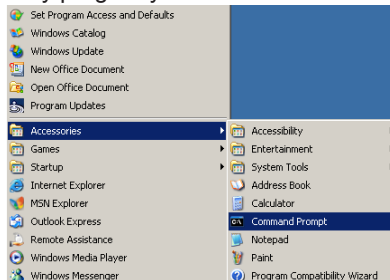 Set Program Access and Defaults
Windows Catalog
Windows Update
New Office Document
Open Office Document
Program Updates
Accessories
Games
Startup
Internet Explorer
MSN Explorer
Outlook Express
Remote Assistance
Windows Media Player
Windows Messenger
Accessibility
Entertainment
System Tools
Address Book
Calculator
Command Prompt
Notepad
Paint
Program Compatibility Wizard